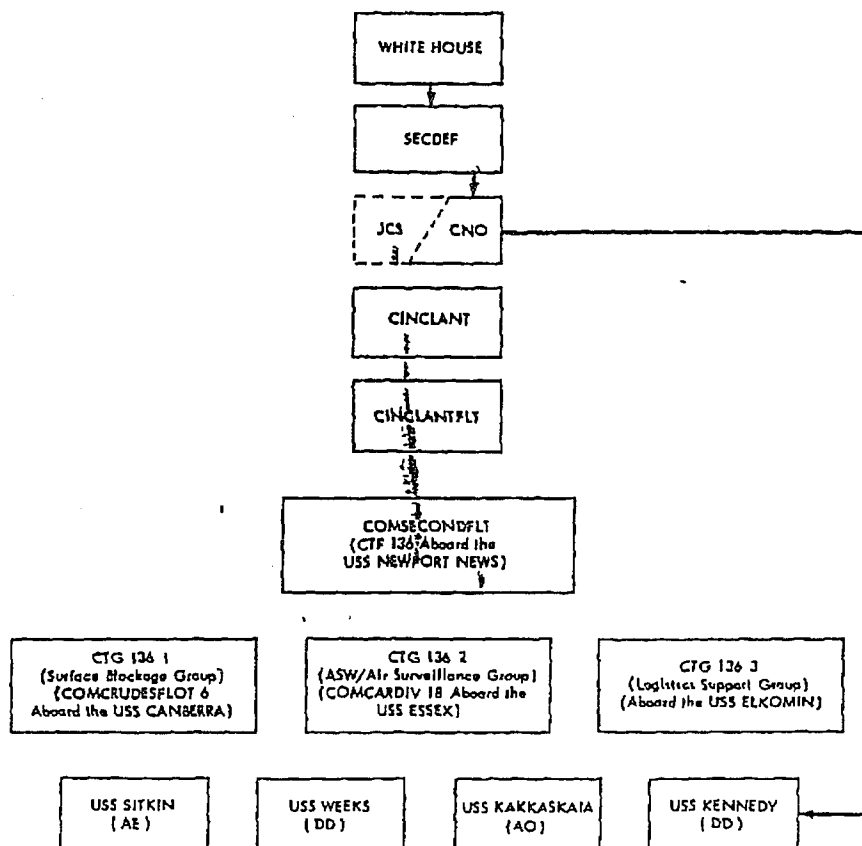 WHITE HOUSE
SECDEF
JCS
CNO
CINCLANT
CINCLANTFLT
COMSECONDFLT
(CTF 136 Aboard the
USS NEWPORT NEWS)
CTG 136 1
(Surface Blockage Group)
(COMCRUDESFLOT 6
Aboard the USS CANBERRA)
CTG 136 2
(ASW/Air Surveillance Group)
(COMCARDIV 18 Aboard the
USS ESSEX)
CTG 136 3
(Logistics Support Group)
(Aboard the USS ELKOMIN)
USS SITKIN
(AE)
USS WEEKS
(DD)
USS KAKKASKAIA
(AO)
USS KENNEDY
(DD)